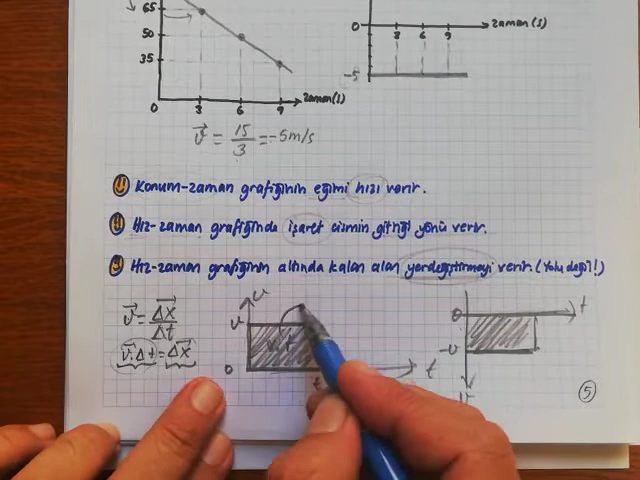 65
50
35
0 3 6 9 zaman(s)
v = 15/3 = -5m/s
0 3 6 9 zaman(s)
-5
Konum-zaman grafiğinin eğimi hızı verir.
Hız-zaman grafiğinde işaret cismin gittiği yönü verir.
Hız-zaman grafiğinin altında kalan alan yerdeğiştirmeyi verir. (Yolu değil!)
v = Δx/Δt
v.Δt = Δx
v
v
v.t
0 t t
0 t
-v
v
5